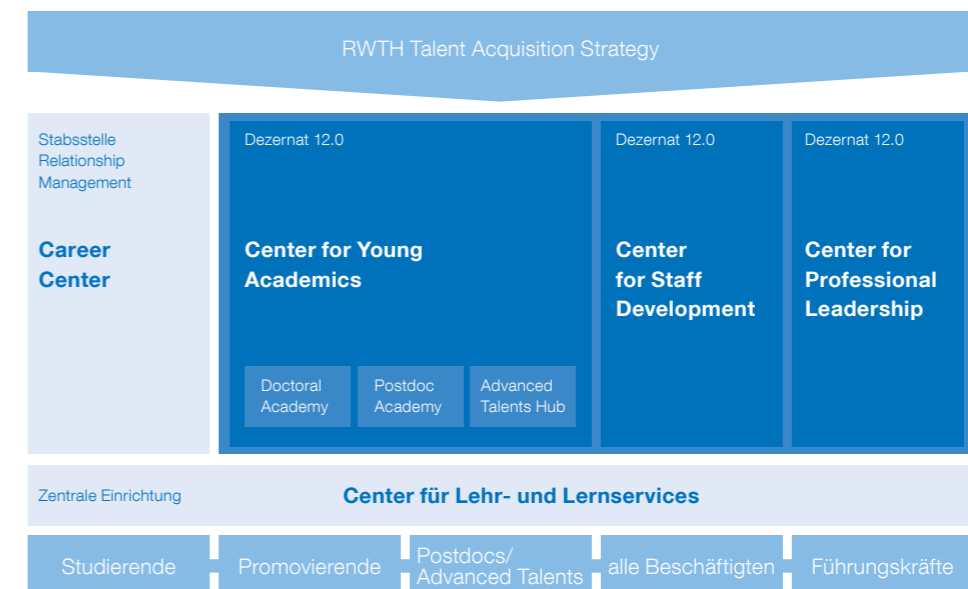 RWTH Talent Acquisition Strategy
Stabsstelle
Relationship
Management
Career
Center
Dezernat 12.0
Center for Young
Academics
Doctoral
Academy
Postdoc
Academy
Advanced
Talents Hub
Dezernat 12.0
Center
for Staff
Development
Dezernat 12.0
Center for
Professional
Leadership
Zentrale Einrichtung
Center für Lehr- und Lernservices
Studierende
Promovierende
Postdocs/
Advanced Talents
alle Beschäftigten
Führungskräfte